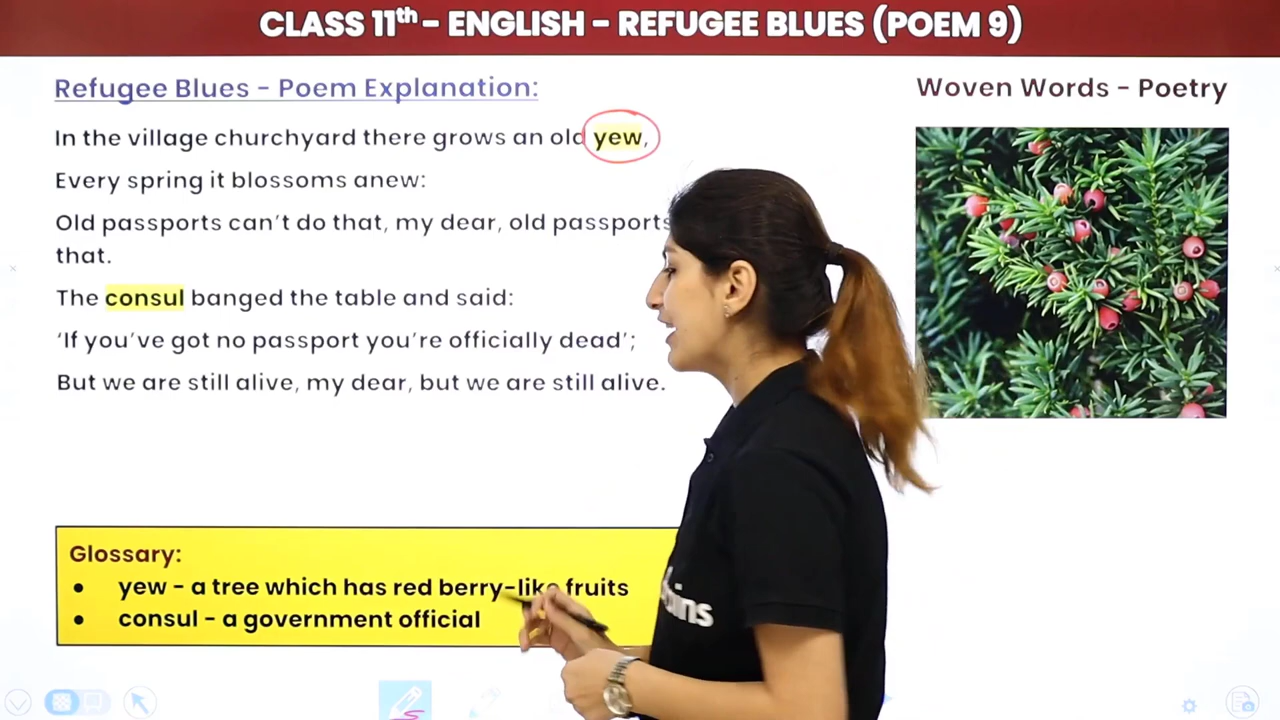 CLASS 11th - ENGLISH - REFUGEE BLUES (POEM 9)
Refugee Blues - Poem Explanation:
Woven Words - Poetry
In the village churchyard there grows an old yew,
Every spring it blossoms anew:
Old passports can't do that, my dear, old passports
that.
The consul banged the table and said:
'If you've got no passport you're officially dead';
But we are still alive, my dear, but we are still alive.
Glossary:
• yew - a tree which has red berry-like fruits
• consul - a government official